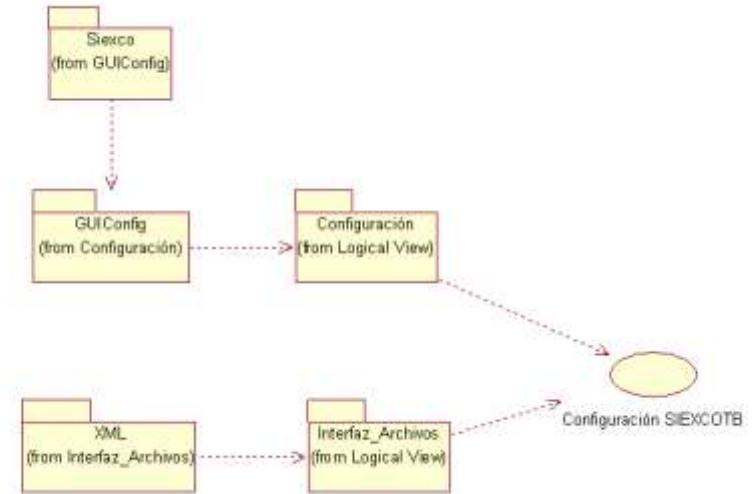 Siexco
(from GUIConfig)
GUIConfig
(from Configuración)
Configuración
(from Logical View)
Configuración SIEXCOTB
XML
(from Interfaz_Archivos)
Interfaz_Archivos
(from Logical View)